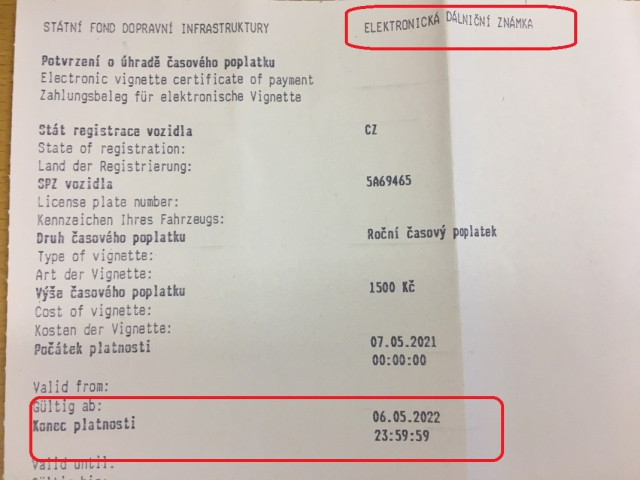 STÁTNÍ FOND DOPRAVNÍ INFRASTRUKTURY ELEKTRONICKÁ DÁLNIČNÍ ZNÁMKA
Potvrzení o úhradě časového poplatku
Electronic vignette certificate of payment
Zahlungsbeleg für elektronische Vignette
Stát registrace vozidla CZ
State of registration:
Land der Registrierung:
SPZ vozidla 5A69465
License plate number:
Kennzeichen Ihres Fahrzeugs:
Druh časového poplatku Roční časový poplatek
Type of vignette:
Art der Vignette:
Výše časového poplatku 1500 Kč
Cost of vignette:
Kosten der Vignette:
Počátek platnosti 07.05.2021
00:00:00
Valid from:
Gültig ab:
Konec platnosti 06.05.2022
23:59:59
Valid until:
Gültig bis: